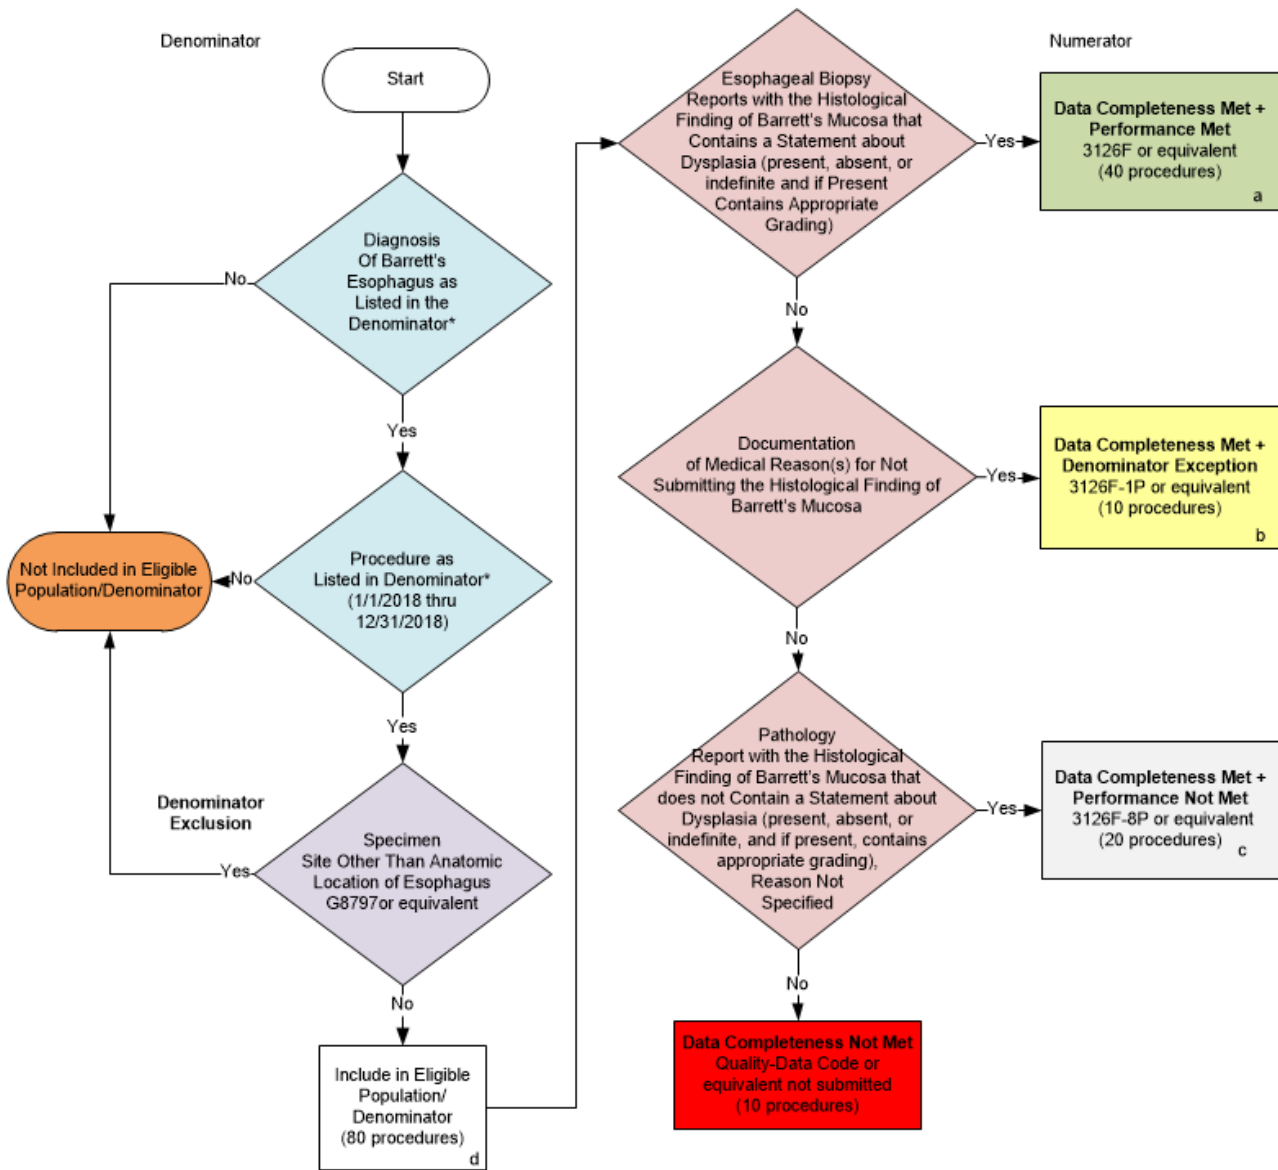 Denominator
Start
Diagnosis
Of Barrett's
Esophagus as
Listed in the
Denominator*
No
Yes
Procedure as
Listed in Denominator*
(1/1/2018 thru
12/31/2018)
No
Not Included in Eligible
Population/Denominator
Yes
Denominator
Exclusion
Specimen
Site Other Than Anatomic
Location of Esophagus
G8797or equivalent
Yes
No
Include in Eligible
Population/
Denominator
(80 procedures)
d
Numerator
Esophageal Biopsy
Reports with the Histological
Finding of Barrett's Mucosa that
Contains a Statement about
Dysplasia (present, absent, or
indefinite and if Present
Contains Appropriate
Grading)
Yes
Data Completeness Met +
Performance Met
3126F or equivalent
(40 procedures)
a
No
Documentation
of Medical Reason(s) for Not
Submitting the Histological Finding of
Barrett's Mucosa
Yes
Data Completeness Met +
Denominator Exception
3126F-1P or equivalent
(10 procedures)
b
No
Pathology
Report with the Histological
Finding of Barrett's Mucosa that
does not Contain a Statement about
Dysplasia (present, absent, or
indefinite, and if present, contains
appropriate grading),
Reason Not
Specified
Yes
Data Completeness Met +
Performance Not Met
3126F-8P or equivalent
(20 procedures)
c
No
Data Completeness Not Met
Quality-Data Code or
equivalent not submitted
(10 procedures)